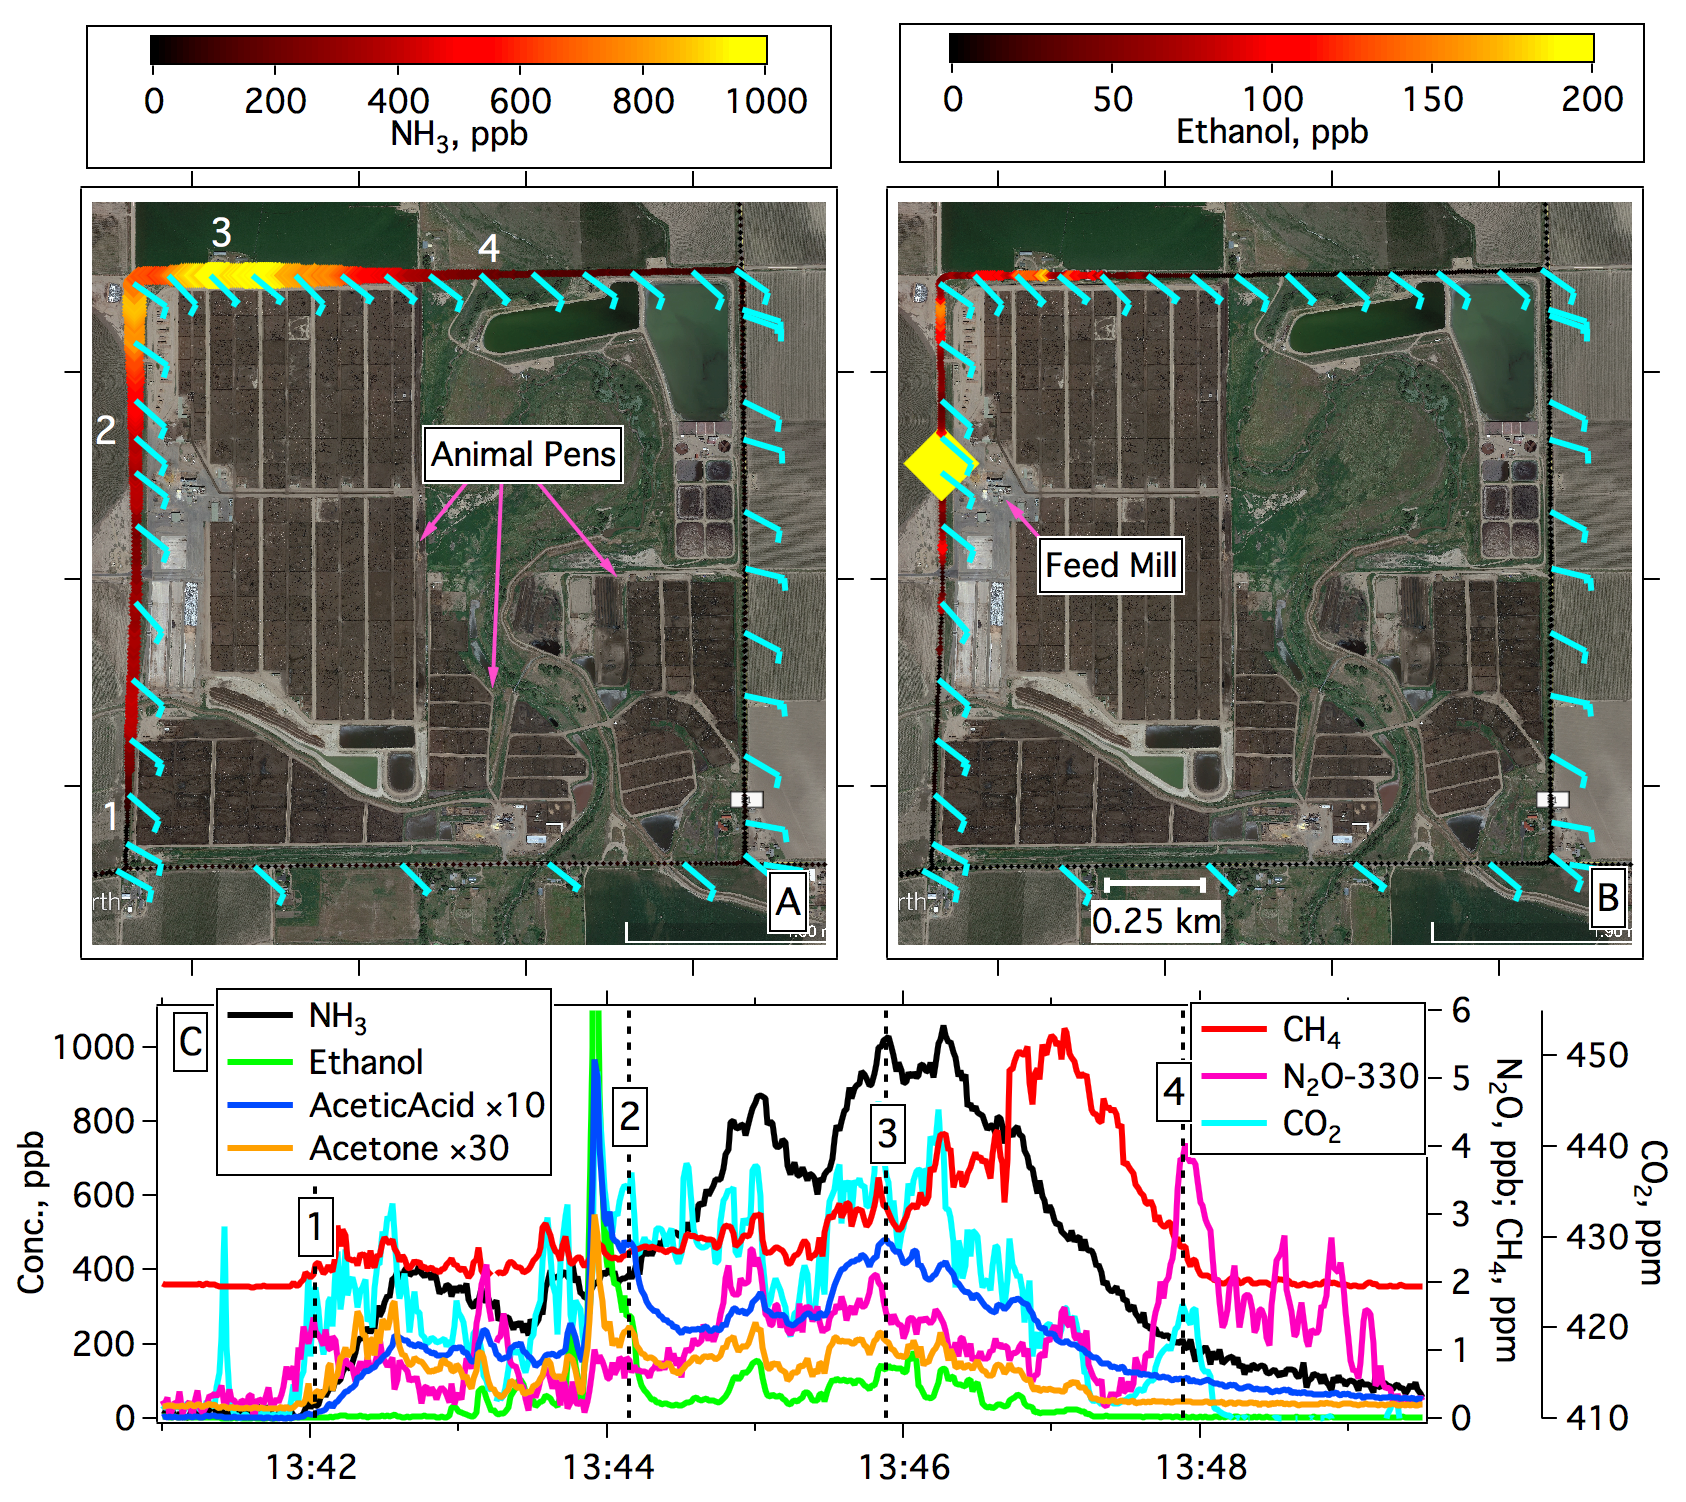 0 200 400 600 800 1000
NH3, ppb
0 50 100 150 200
Ethanol, ppb
3
4
2
1
Animal Pens
rth
A
Feed Mill
0.25 km
rth
B
C
NH3
Ethanol
AceticAcid ×10
Acetone ×30
CH4
N2O-330
CO2
1
2
3
4
Conc., ppb
1000
800
600
400
200
0
6
5
4
3
2
1
0
N2O, ppb; CH4, ppm
450
440
430
420
410
CO2, ppm
13:42 13:44 13:46 13:48